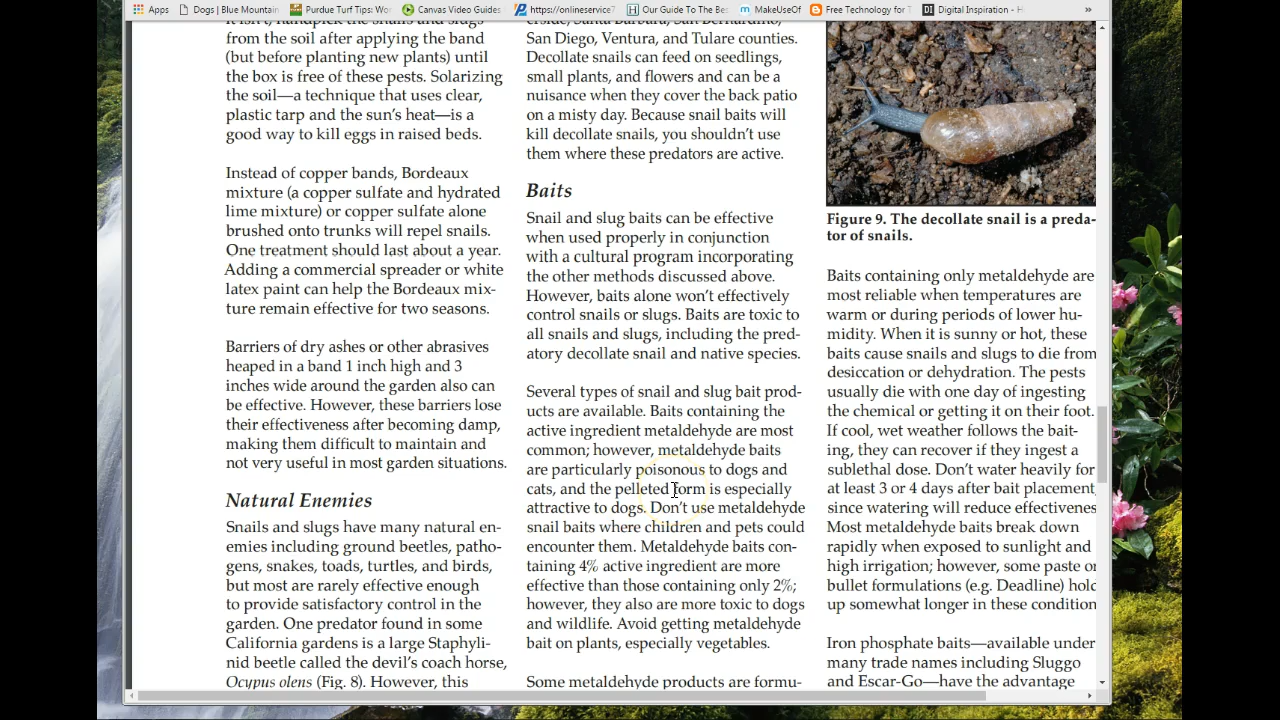 Apps
Dogs | Blue Mountain
Purdue Turf Tips: Wo
Canvas Video Guides
https://onlineservice
Our Guide To The Bes
MakeUseOf
Free Technology for T
Digital Inspiration - H
»
it isn't, handpick the snails and slugs
from the soil after applying the band
(but before planting new plants) until
the box is free of these pests. Solarizing
the soil—a technique that uses clear,
plastic tarp and the sun's heat—is a
good way to kill eggs in raised beds.
Instead of copper bands, Bordeaux
mixture (a copper sulfate and hydrated
lime mixture) or copper sulfate alone
brushed onto trunks will repel snails.
One treatment should last about a year.
Adding a commercial spreader or white
latex paint can help the Bordeaux mix-
ture remain effective for two seasons.
Barriers of dry ashes or other abrasives
heaped in a band 1 inch high and 3
inches wide around the garden also can
be effective. However, these barriers lose
their effectiveness after becoming damp,
making them difficult to maintain and
not very useful in most garden situations.
Natural Enemies
Snails and slugs have many natural en-
emies including ground beetles, patho-
gens, snakes, toads, turtles, and birds,
but most are rarely effective enough
to provide satisfactory control in the
garden. One predator found in some
California gardens is a large Staphyli-
nid beetle called the devil's coach horse,
Ocypus olens (Fig. 8). However, this
erside, Santa Barbara, San Bernardino,
San Diego, Ventura, and Tulare counties.
Decollate snails can feed on seedlings,
small plants, and flowers and can be a
nuisance when they cover the back patio
on a misty day. Because snail baits will
kill decollate snails, you shouldn't use
them where these predators are active.
Baits
Snail and slug baits can be effective
when used properly in conjunction
with a cultural program incorporating
the other methods discussed above.
However, baits alone won't effectively
control snails or slugs. Baits are toxic to
all snails and slugs, including the pred-
atory decollate snail and native species.
Several types of snail and slug bait prod-
ucts are available. Baits containing the
active ingredient metaldehyde are most
common; however, metaldehyde baits
are particularly poisonous to dogs and
cats, and the pelleted form is especially
attractive to dogs. Don't use metaldehyde
snail baits where children and pets could
encounter them. Metaldehyde baits con-
taining 4% active ingredient are more
effective than those containing only 2%;
however, they also are more toxic to dogs
and wildlife. Avoid getting metaldehyde
bait on plants, especially vegetables.
Some metaldehyde products are formu-
Figure 9. The decollate snail is a preda-
tor of snails.
Baits containing only metaldehyde are
most reliable when temperatures are
warm or during periods of lower hu-
midity. When it is sunny or hot, these
baits cause snails and slugs to die from
desiccation or dehydration. The pests
usually die with one day of ingesting
the chemical or getting it on their foot.
If cool, wet weather follows the bait-
ing, they can recover if they ingest a
sublethal dose. Don't water heavily for
at least 3 or 4 days after bait placement,
since watering will reduce effectivenes
Most metaldehyde baits break down
rapidly when exposed to sunlight and
high irrigation; however, some paste or
bullet formulations (e.g. Deadline) hold
up somewhat longer in these condition
Iron phosphate baits—available under
many trade names including Sluggo
and Escar-Go—have the advantage